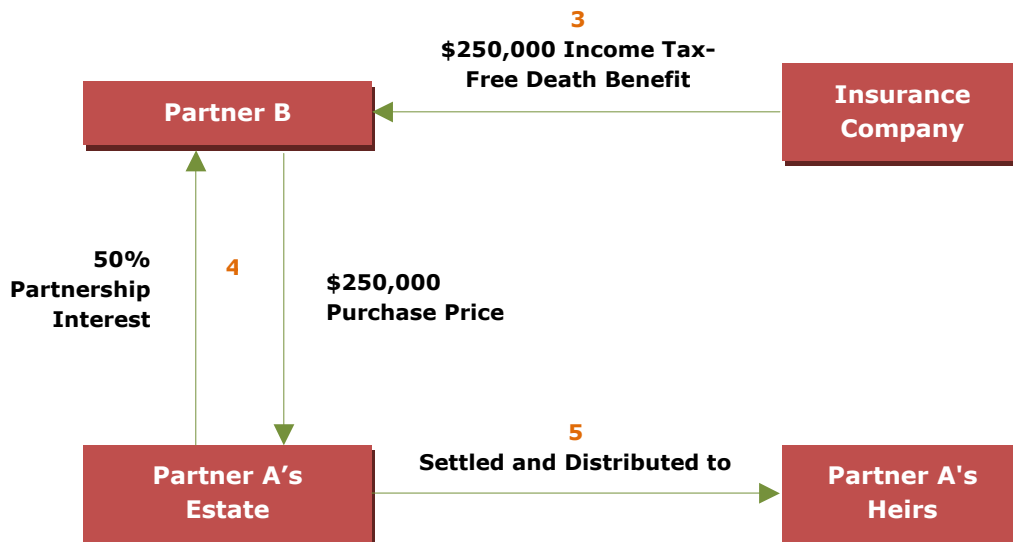 3
$250,000 Income Tax-
Free Death Benefit
Partner B
Insurance
Company
50%
Partnership
Interest
4
$250,000
Purchase Price
5
Settled and Distributed to
Partner A’s
Estate
Partner A's
Heirs